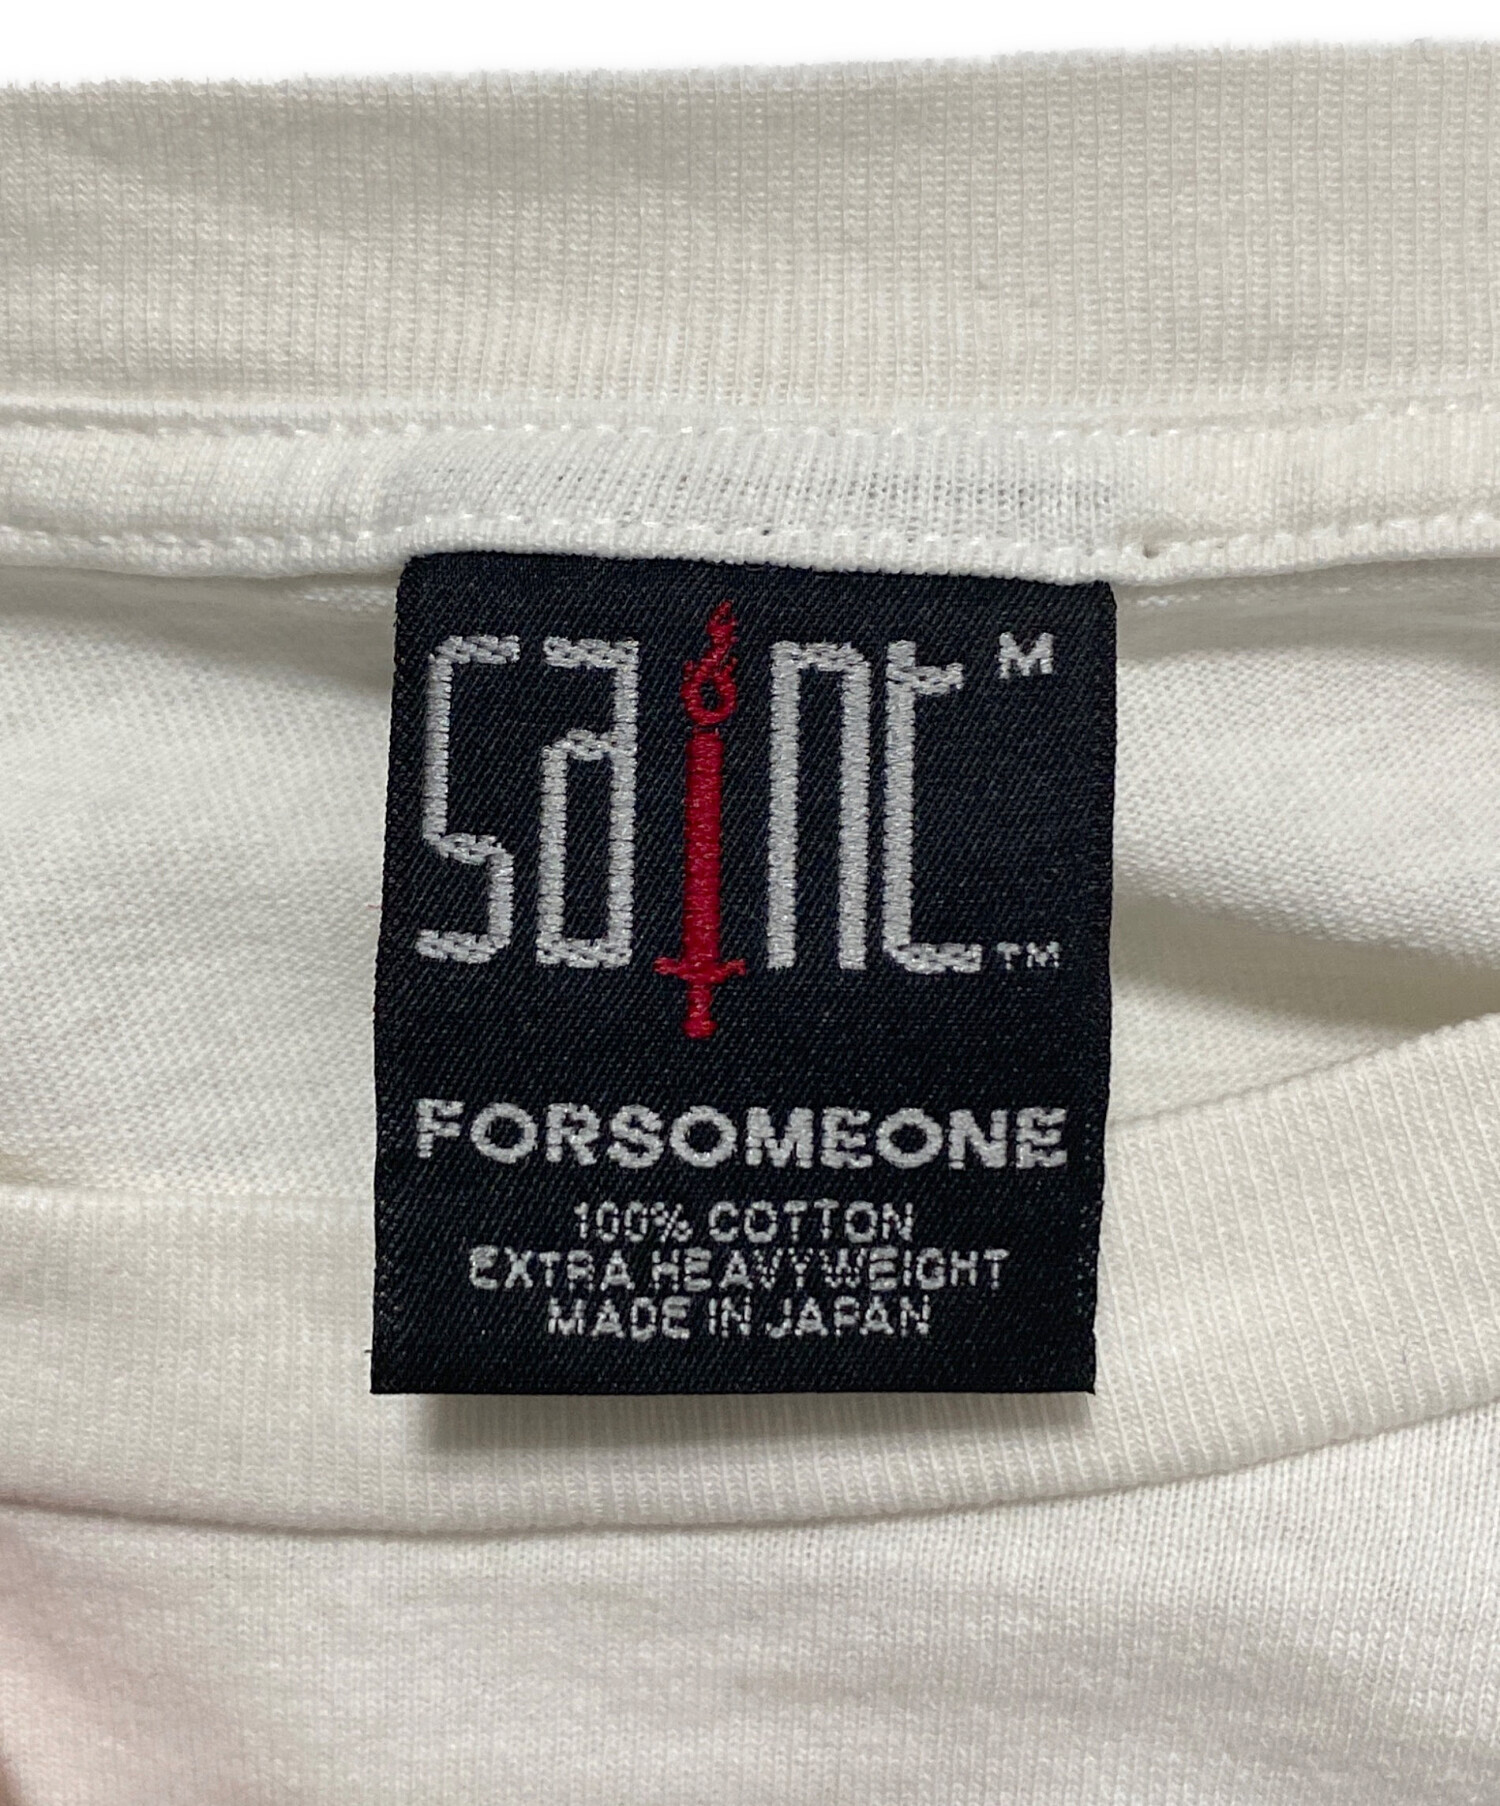 saint M
TM
FORSOMEONE
100% COTTON
EXTRA HEAVYWEIGHT
MADE IN JAPAN